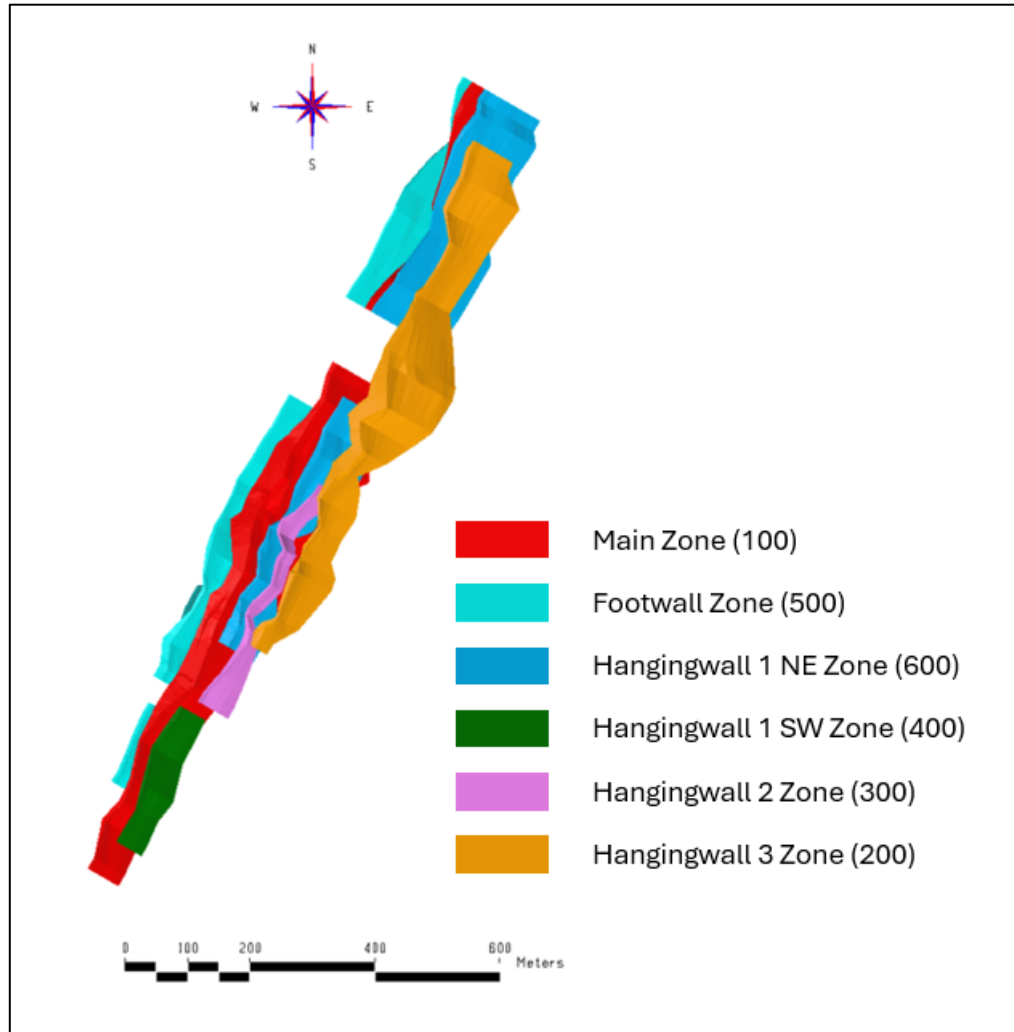 N
W E
S
Main Zone (100)
Footwall Zone (500)
Hangingwall 1 NE Zone (600)
Hangingwall 1 SW Zone (400)
Hangingwall 2 Zone (300)
Hangingwall 3 Zone (200)
0 100 200 400 600
Meters